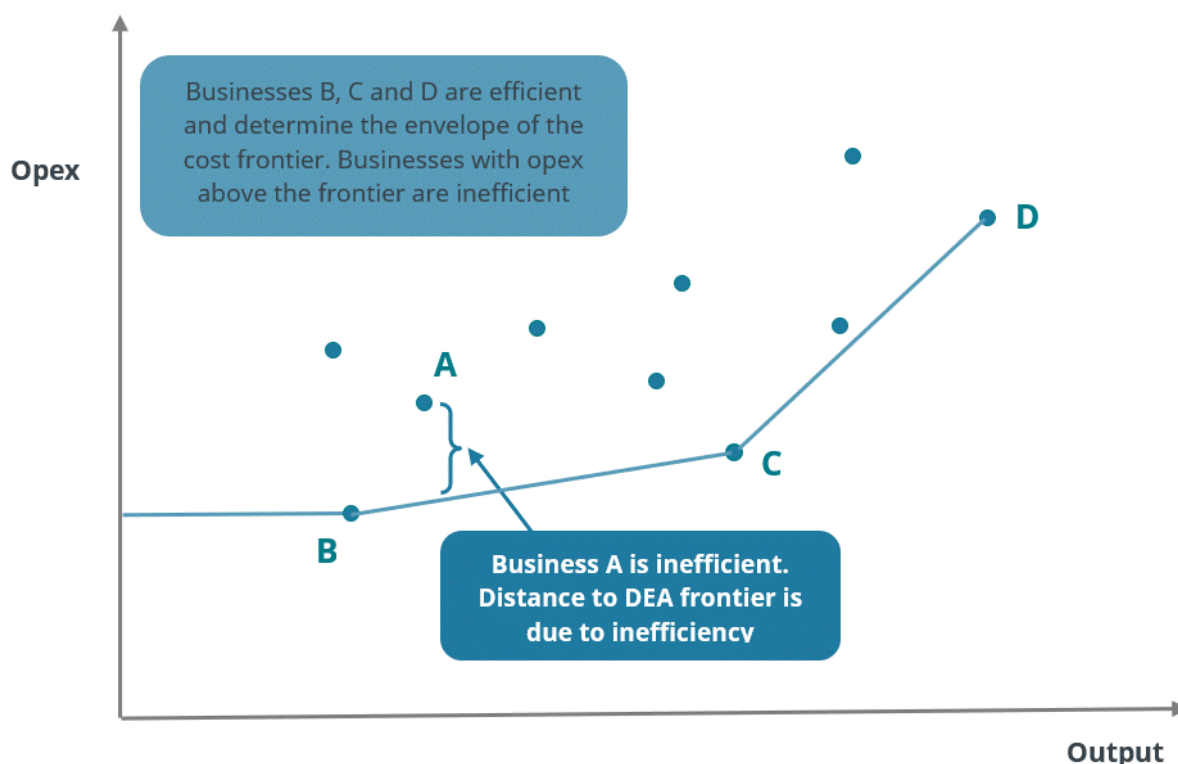 Businesses B, C and D are efficient
and determine the envelope of the
cost frontier. Businesses with opex
above the frontier are inefficient
Opex
D
A
C
B
Business A is inefficient.
Distance to DEA frontier is
due to inefficiency
Output